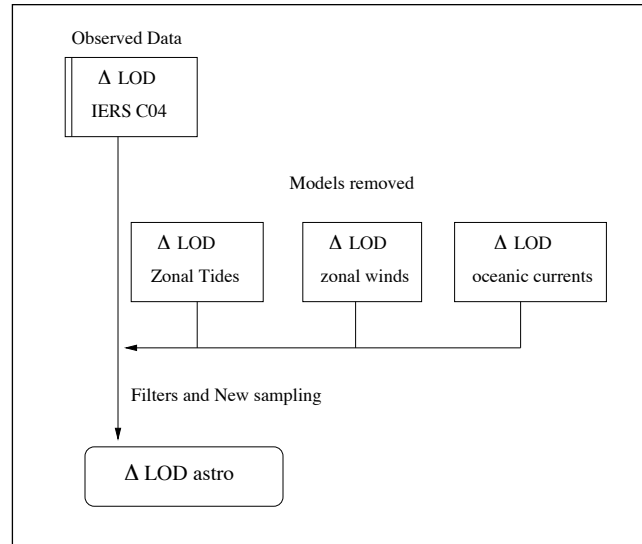 Observed Data
Δ LOD
IERS C04
Models removed
Δ LOD
Zonal Tides
Δ LOD
zonal winds
Δ LOD
oceanic currents
Filters and New sampling
Δ LOD astro